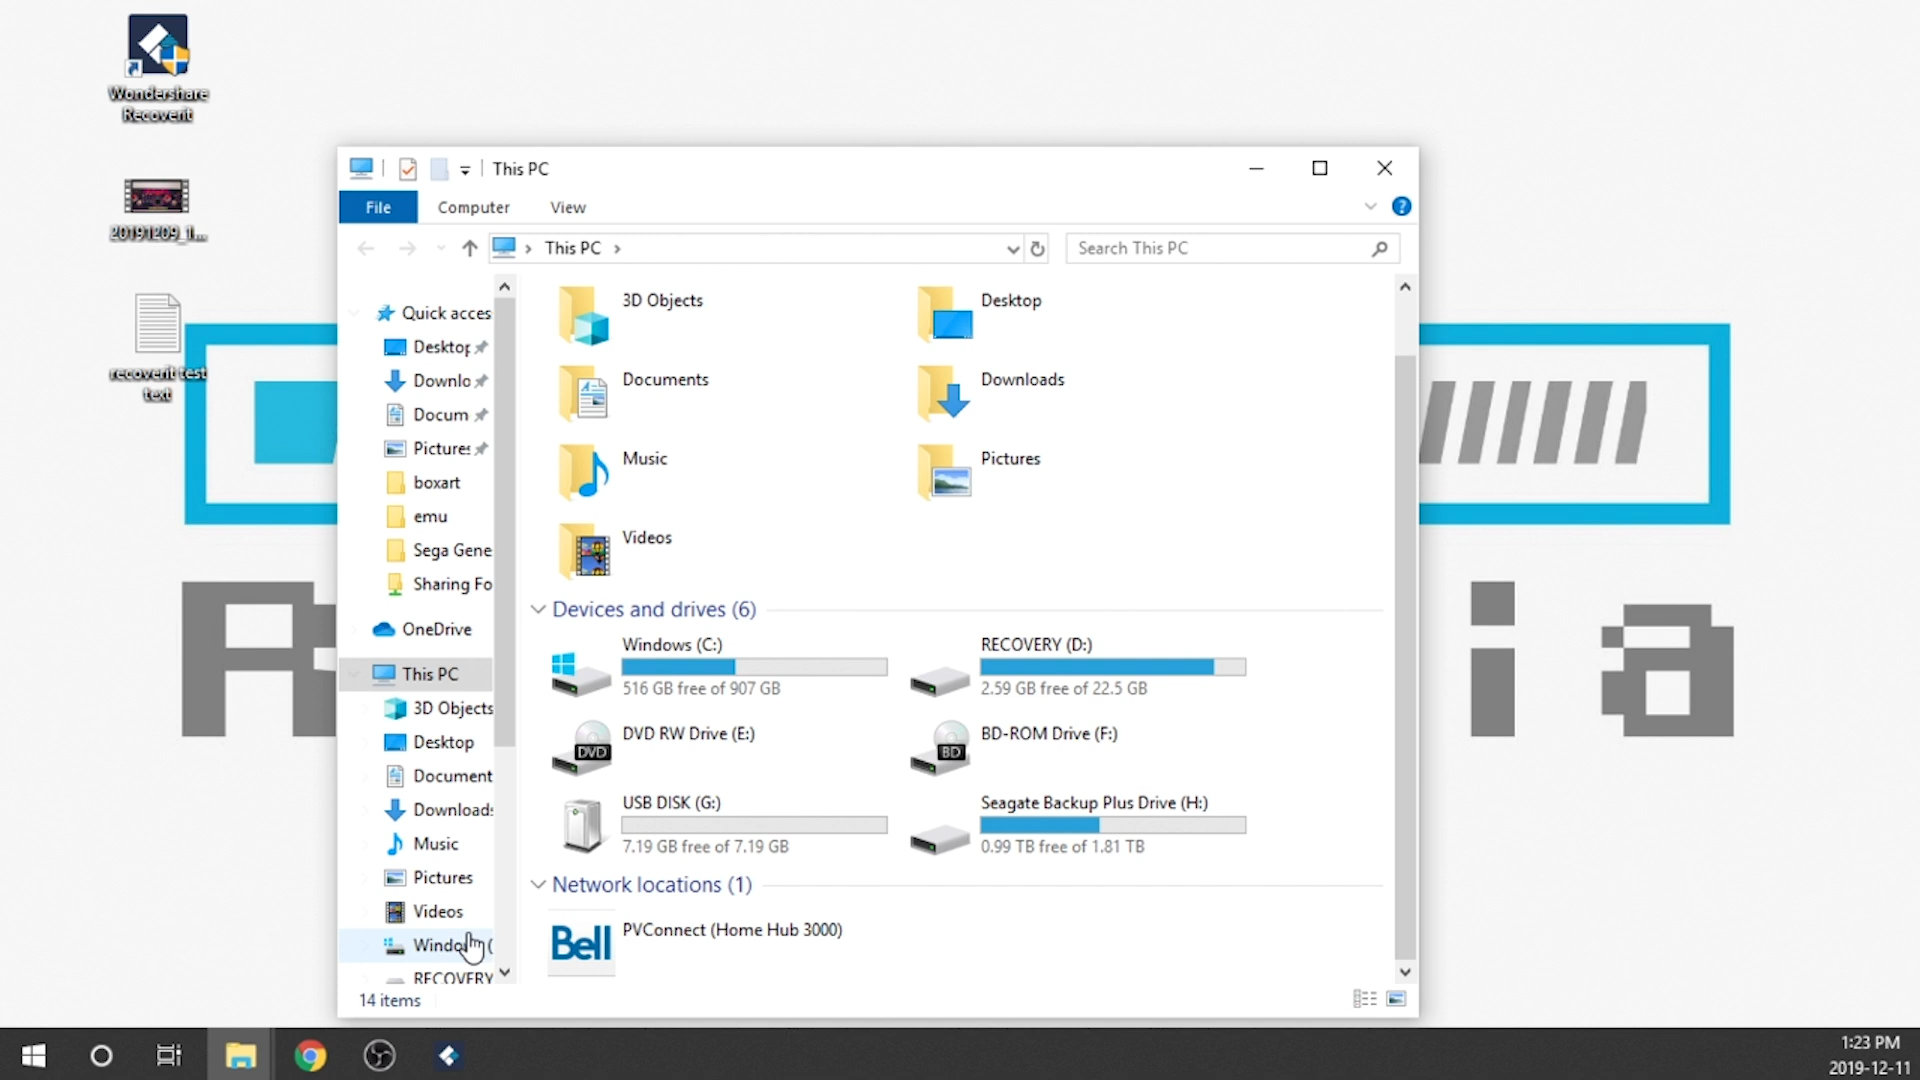 Wondershare
Recoverit
20191209_1...
recoverit test
text
This PC
File
Computer
View
This PC
Search This PC
Quick acces
Desktop
Downlo
Docum
Pictures
boxart
emu
Sega Gene
Sharing Fo
OneDrive
This PC
3D Objects
Desktop
Document
Downloads
Music
Pictures
Videos
Windo (
RECOVERY
3D Objects
Desktop
Documents
Downloads
Music
Pictures
Videos
Devices and drives (6)
Windows (C:)
516 GB free of 907 GB
RECOVERY (D:)
2.59 GB free of 22.5 GB
DVD
DVD RW Drive (E:)
BD
BD-ROM Drive (F:)
USB DISK (G:)
7.19 GB free of 7.19 GB
Seagate Backup Plus Drive (H:)
0.99 TB free of 1.81 TB
Network locations (1)
Bell
PVConnect (Home Hub 3000)
14 items
R
i a
1:23 PM
2019-12-11